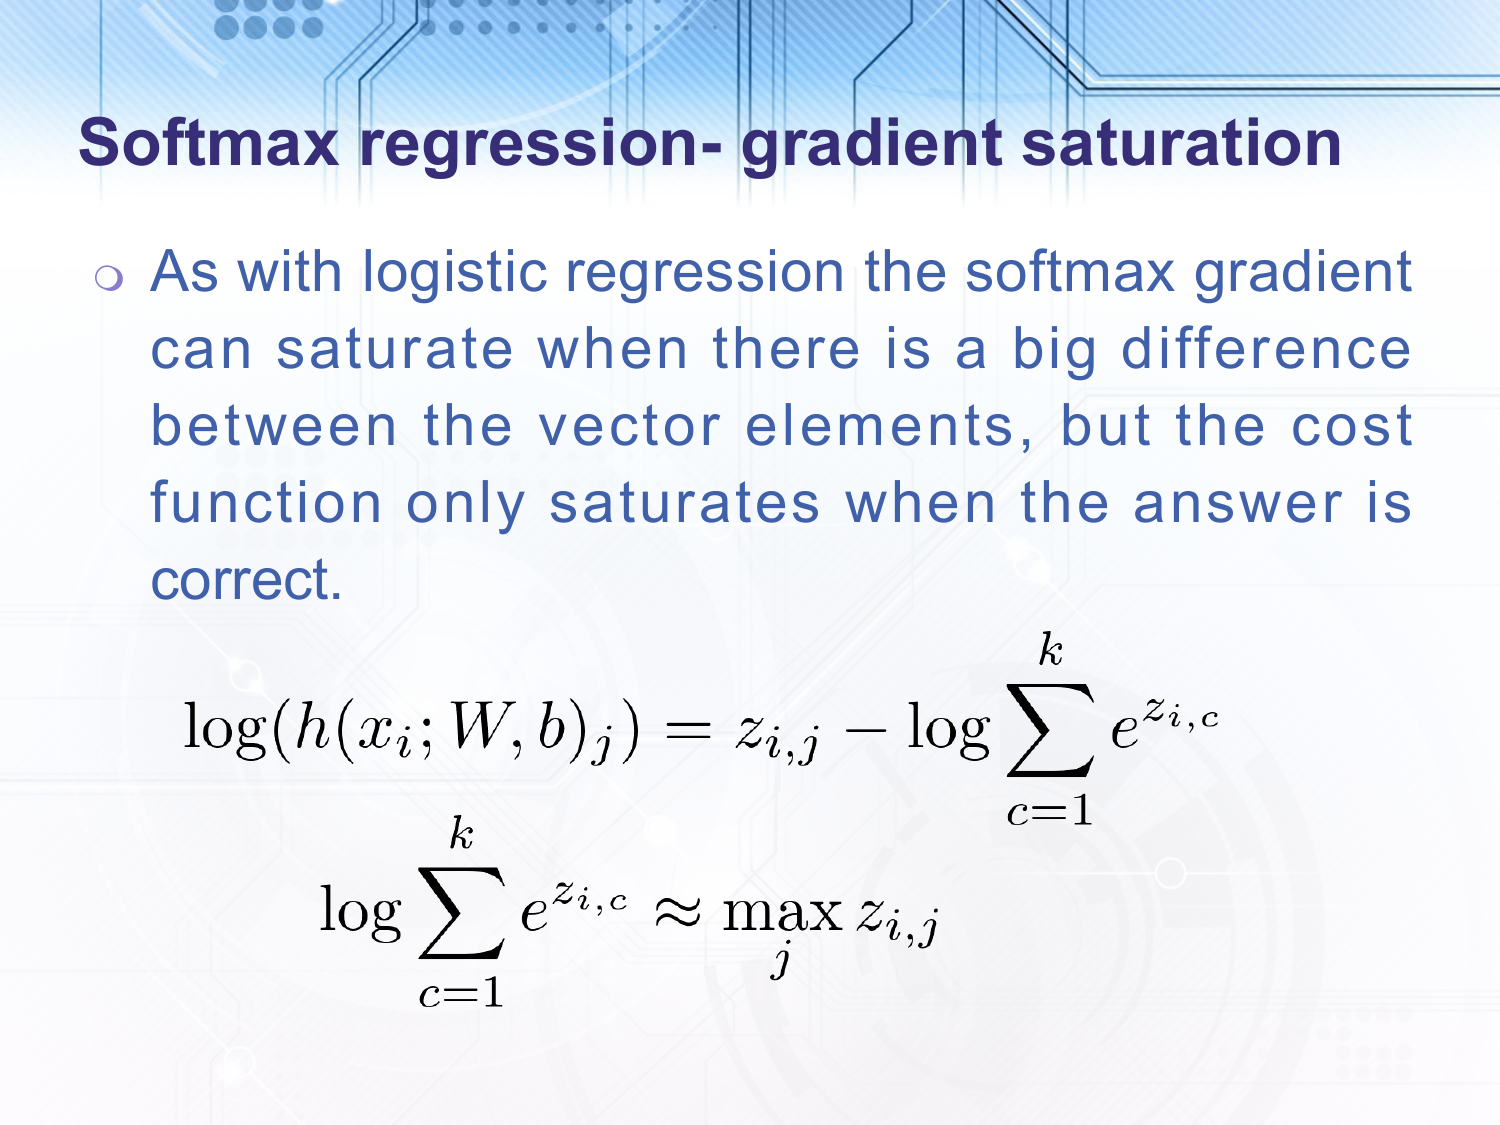 Softmax regression- gradient saturation
❍ As with logistic regression the softmax gradient
can saturate when there is a big difference
between the vector elements, but the cost
function only saturates when the answer is
correct.
$\log(h(x_i; W, b)_j) = z_{i,j} - \log \sum_{c=1}^{k} e^{z_{i,c}}$
$\log \sum_{c=1}^{k} e^{z_{i,c}} \approx \max_j z_{i,j}$